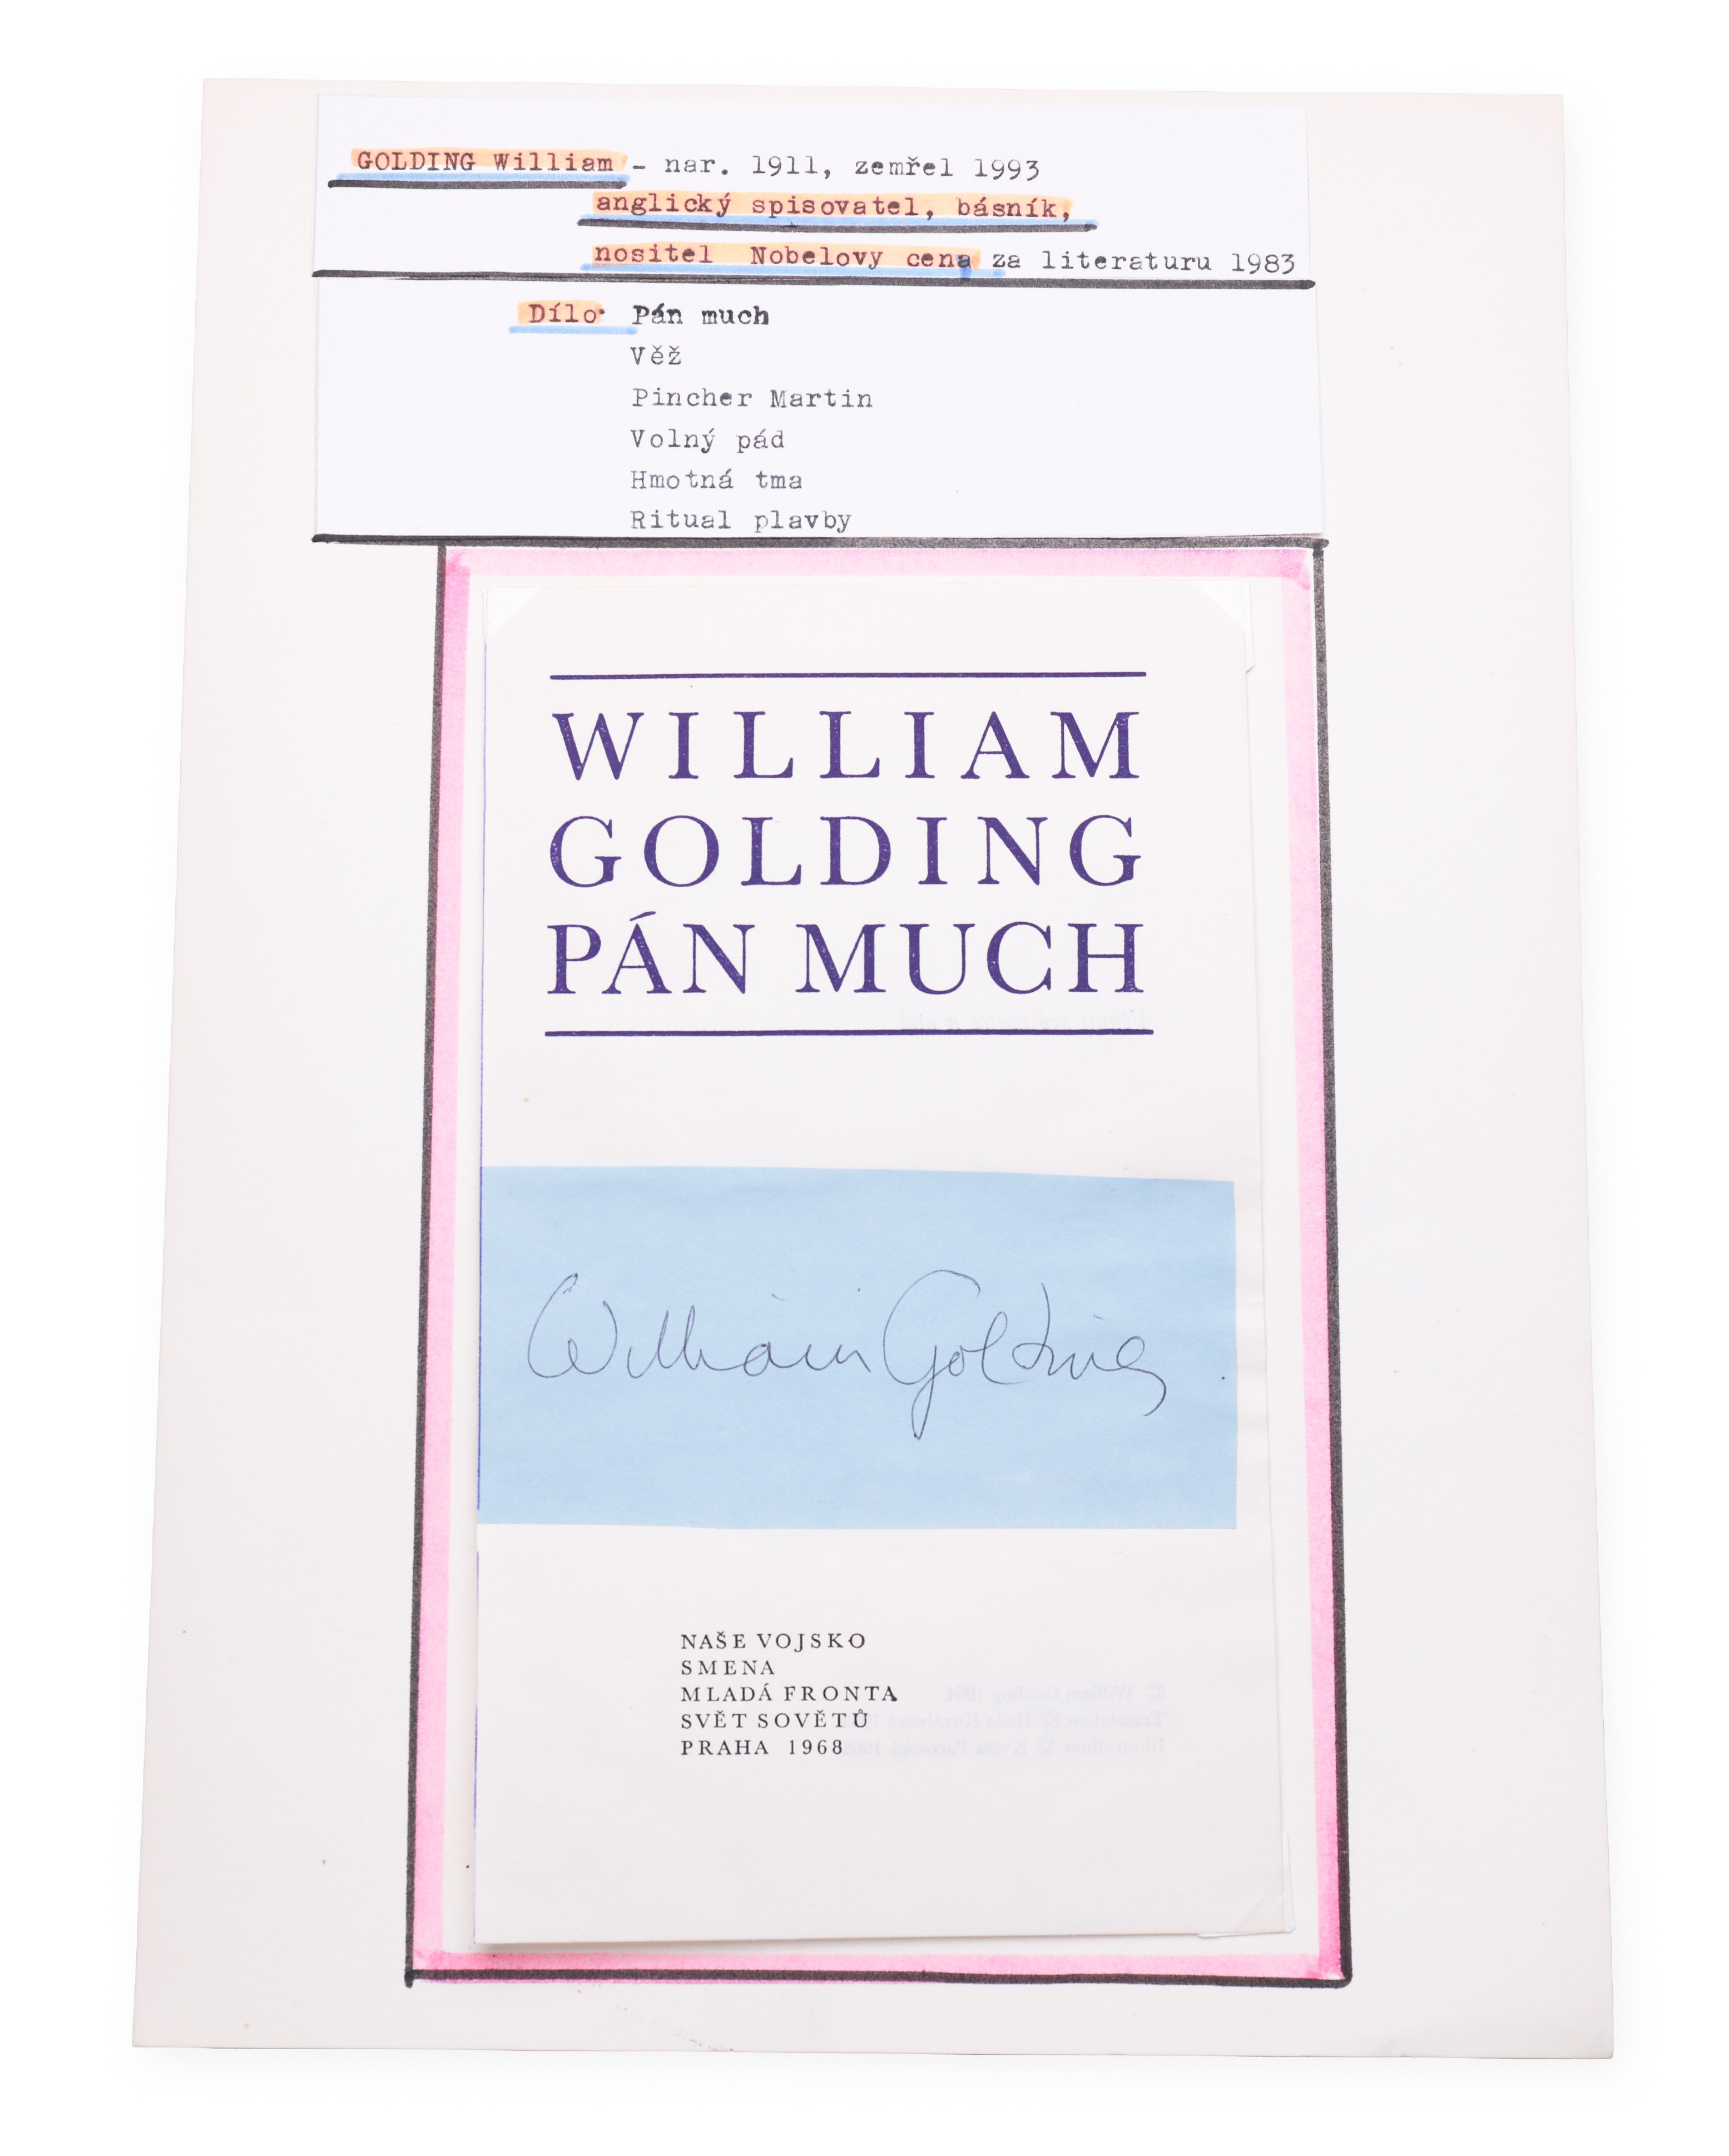 GOLDING William - nar. 1911, zemřel 1993
anglický spisovatel, básník,
nositel Nobelovy ceny za literaturu 1983
Dílo: Pán much
Věž
Pincher Martin
Volný pád
Hmotná tma
Ritual plavby
WILLIAM
GOLDING
PÁN MUCH
William Golding
NAŠE VOJSKO
SMENA
MLADÁ FRONTA
SVĚT SOVĚTŮ
PRAHA 1968